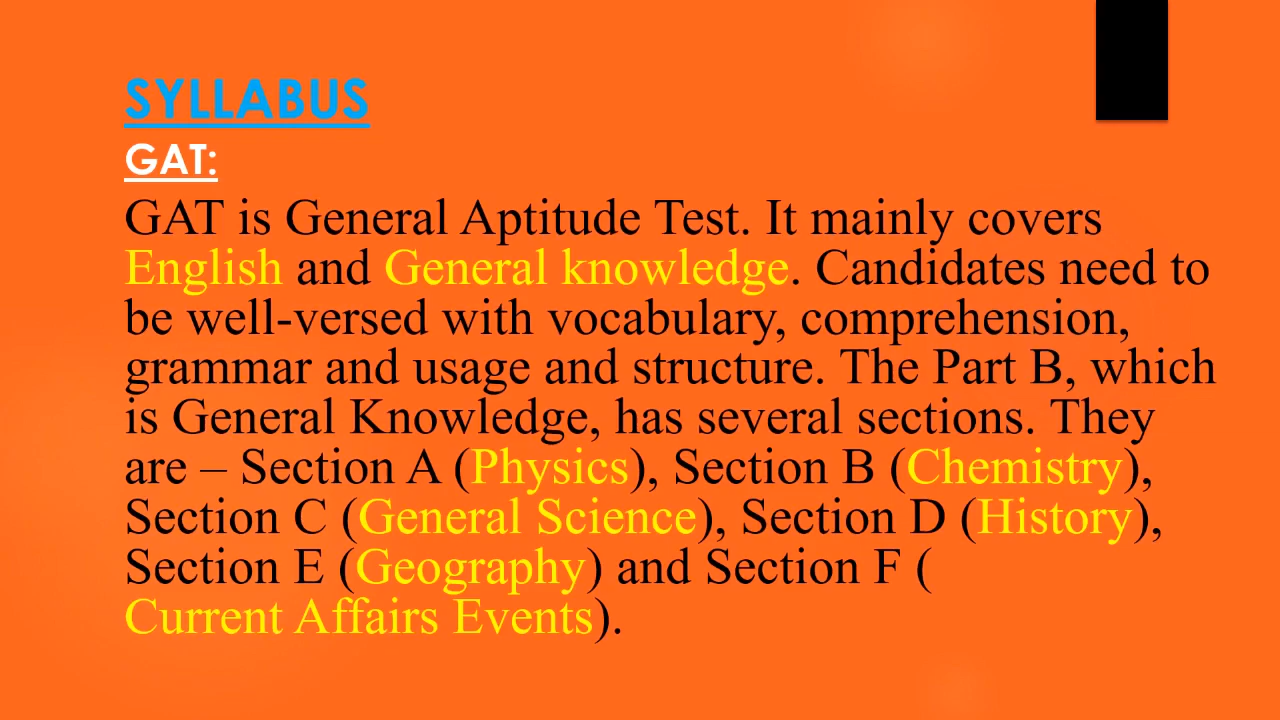 SYLLABUS
GAT:
GAT is General Aptitude Test. It mainly covers
English and General knowledge. Candidates need to
be well-versed with vocabulary, comprehension,
grammar and usage and structure. The Part B, which
is General Knowledge, has several sections. They
are – Section A (Physics), Section B (Chemistry),
Section C (General Science), Section D (History),
Section E (Geography) and Section F (
Current Affairs Events).